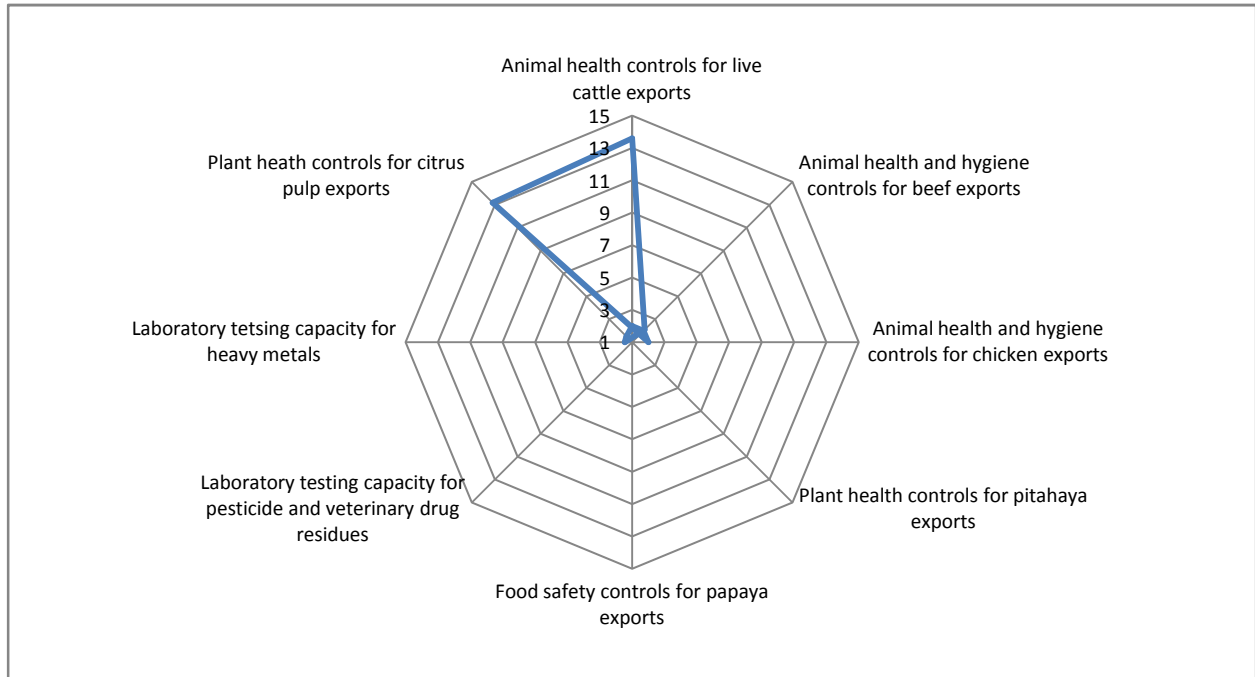 Animal health controls for live
cattle exports
15
13
11
9
7
5
3
1
Animal health and hygiene
controls for beef exports
Animal health and hygiene
controls for chicken exports
Plant health controls for pitahaya
exports
Food safety controls for papaya
exports
Laboratory testing capacity for
pesticide and veterinary drug
residues
Laboratory tetsing capacity for
heavy metals
Plant heath controls for citrus
pulp exports